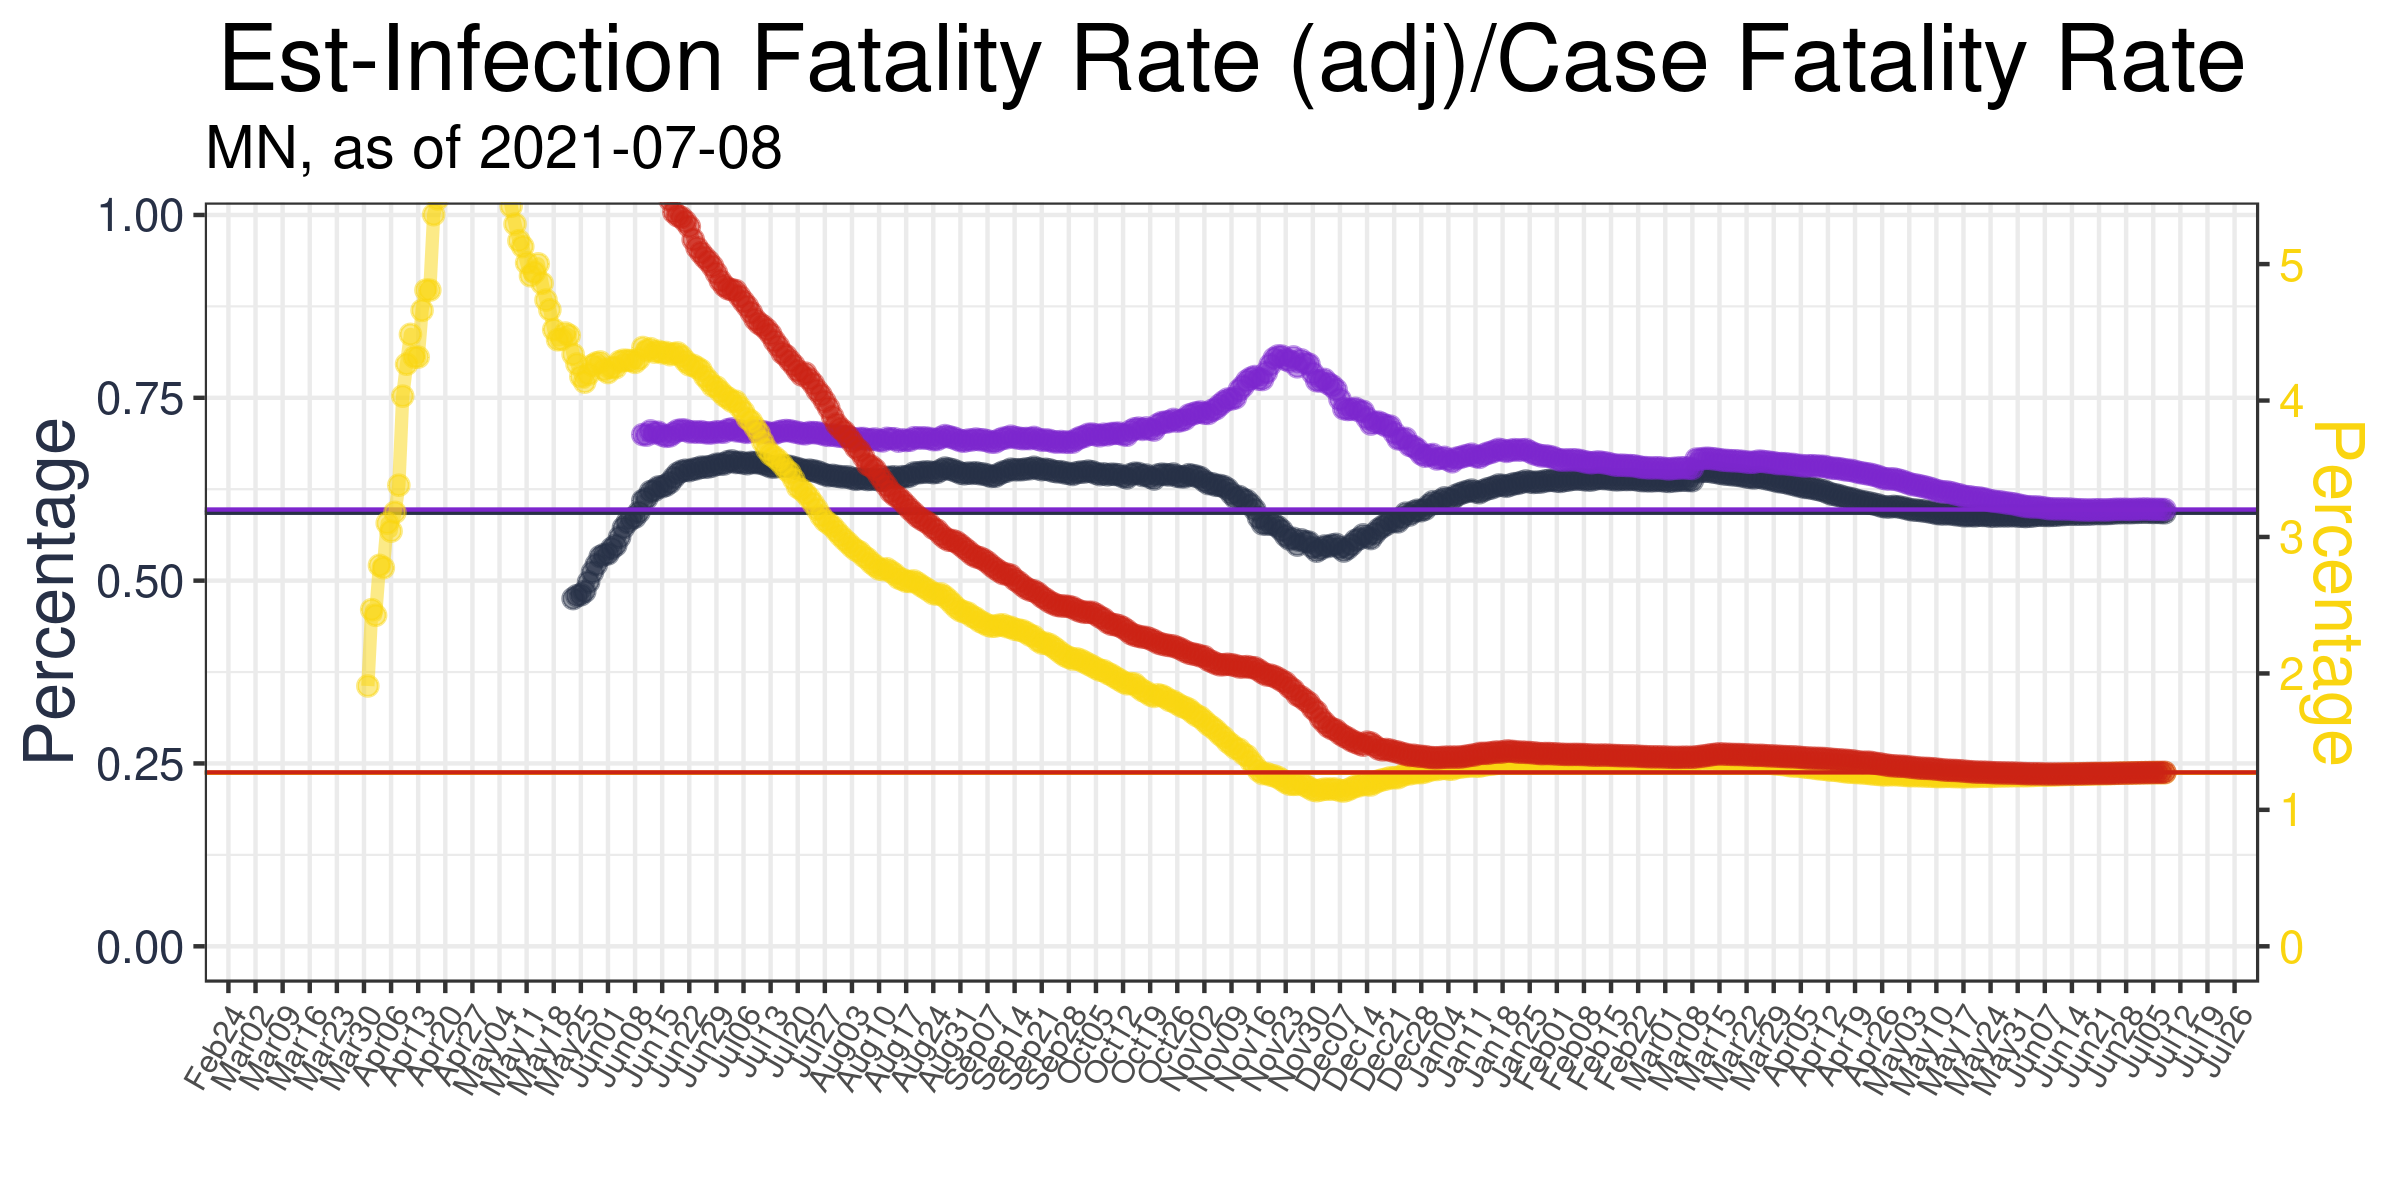 Est-Infection Fatality Rate (adj)/Case Fatality Rate
MN, as of 2021-07-08
Percentage
1.00
0.75
0.50
0.25
0.00
5
4
3
2
1
0
Percentage
Feb24
Mar02
Mar09
Mar16
Mar23
Mar30
Apr06
Apr13
Apr20
Apr27
May04
May11
May18
May25
Jun01
Jun08
Jun15
Jun22
Jun29
Jul06
Jul13
Jul20
Jul27
Aug03
Aug10
Aug17
Aug24
Aug31
Sep07
Sep14
Sep21
Sep28
Oct05
Oct12
Oct19
Oct26
Nov02
Nov09
Nov16
Nov23
Nov30
Dec07
Dec14
Dec21
Dec28
Jan04
Jan11
Jan18
Jan25
Feb01
Feb08
Feb15
Feb22
Mar01
Mar08
Mar15
Mar22
Mar29
Apr05
Apr12
Apr19
Apr26
May03
May10
May17
May24
May31
Jun07
Jun14
Jun21
Jun28
Jul05
Jul12
Jul19
Jul26